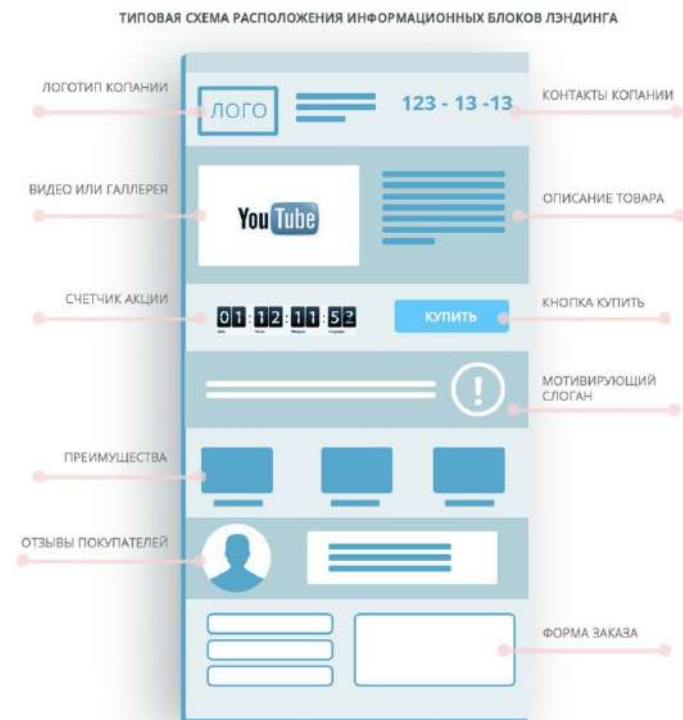 ТИПОВАЯ СХЕМА РАСПОЛОЖЕНИЯ ИНФОРМАЦИОННЫХ БЛОКОВ ЛЭНДИНГА
ЛОГОТИП КОПАНИИ
ЛОГО
123 - 13 -13
КОНТАКТЫ КОПАНИИ
ВИДЕО ИЛИ ГАЛЛЕРЕЯ
YouTube
ОПИСАНИЕ ТОВАРА
СЧЕТЧИК АКЦИИ
01:12:11:52
КУПИТЬ
КНОПКА КУПИТЬ
!
МОТИВИРУЮЩИЙ
СЛОГАН
ПРЕИМУЩЕСТВА
ОТЗЫВЫ ПОКУПАТЕЛЕЙ
ФОРМА ЗАКАЗА